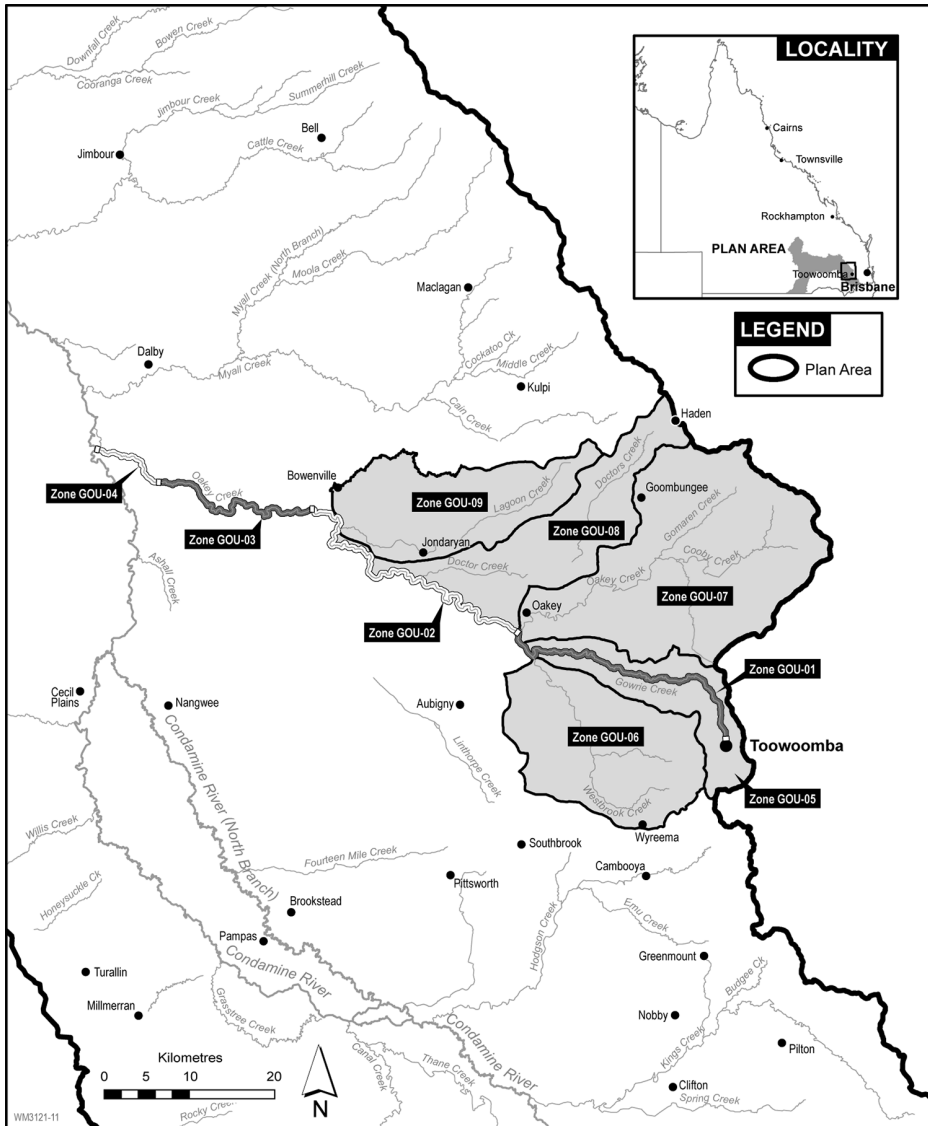 Downfall Creek
Bowen Creek
Cooranga Creek
Jimbour Creek
Summerhill Creek
Bell
Cattle Creek
Jimbour
Myall Creek (North Branch)
Moola Creek
Maclagan
Cockatoo Ck
Middle Creek
Dalby
Myall Creek
Kulpi
Cain Creek
LOCALITY
Cairns
Townsville
Rockhampton
PLAN AREA
Toowoomba
Brisbane
LEGEND
Plan Area
Haden
Bowenville
Doctors Creek
Zone GOU-04
Oakey Creek
Zone GOU-09
Lagoon Creek
Goombungee
Zone GOU-03
Zone GOU-08
Gomaren Creek
Jondaryan
Cooby Creek
Doctor Creek
Oakey Creek
Ashall Creek
Zone GOU-07
Oakey
Zone GOU-02
Zone GOU-01
Gowrie Creek
Cecil
Plains
Nangwee
Aubigny
Zone GOU-06
Toowoomba
Linthorpe Creek
Zone GOU-05
Westbrook Creek
Condamine River (North Branch)
Willis Creek
Wyreema
Southbrook
Fourteen Mile Creek
Cambooya
Pittsworth
Honeysuckle Ck
Brookstead
Emu Creek
Hodgson Creek
Pampas
Condamine River
Greenmount
Turallin
Budgee Ck
Millmerran
Grasstree Creek
Condamine River
Nobby
Kings Creek
Pilton
Kilometres
0 2 4 6 8 10 20
N
Canal Creek
Thane Creek
Clifton
Spring Creek
Rocky Creek
WM3121-11